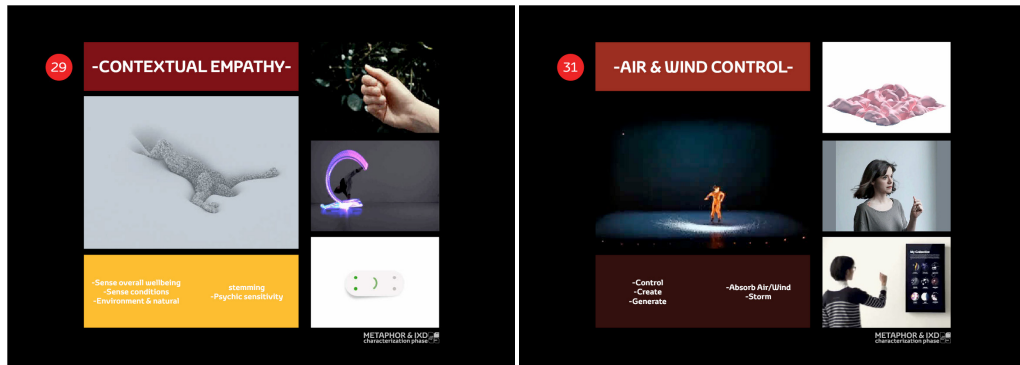 29
-CONTEXTUAL EMPATHY-
-Sense overall wellbeing
-Sense conditions
-Environment & natural
stemming
-Psychic sensitivity
METAPHOR & IXD
characterization phase
31
-AIR & WIND CONTROL-
-Control
-Create
-Generate
-Absorb Air/Wind
-Storm
METAPHOR & IXD
characterization phase